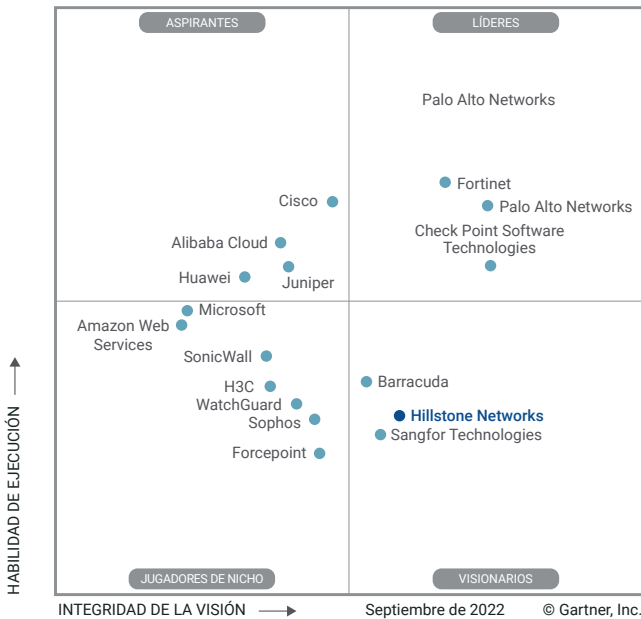 ASPIRANTES
LÍDERES
Palo Alto Networks
Fortinet
Cisco
Palo Alto Networks
Check Point Software
Technologies
Alibaba Cloud
Juniper
Huawei
Microsoft
Amazon Web
Services
SonicWall
H3C
WatchGuard
Sophos
Forcepoint
Barracuda
Hillstone Networks
Sangfor Technologies
JUGADORES DE NICHO
VISIONARIOS
HABILIDAD DE EJECUCIÓN
INTEGRIDAD DE LA VISIÓN
Septiembre de 2022
© Gartner, Inc.